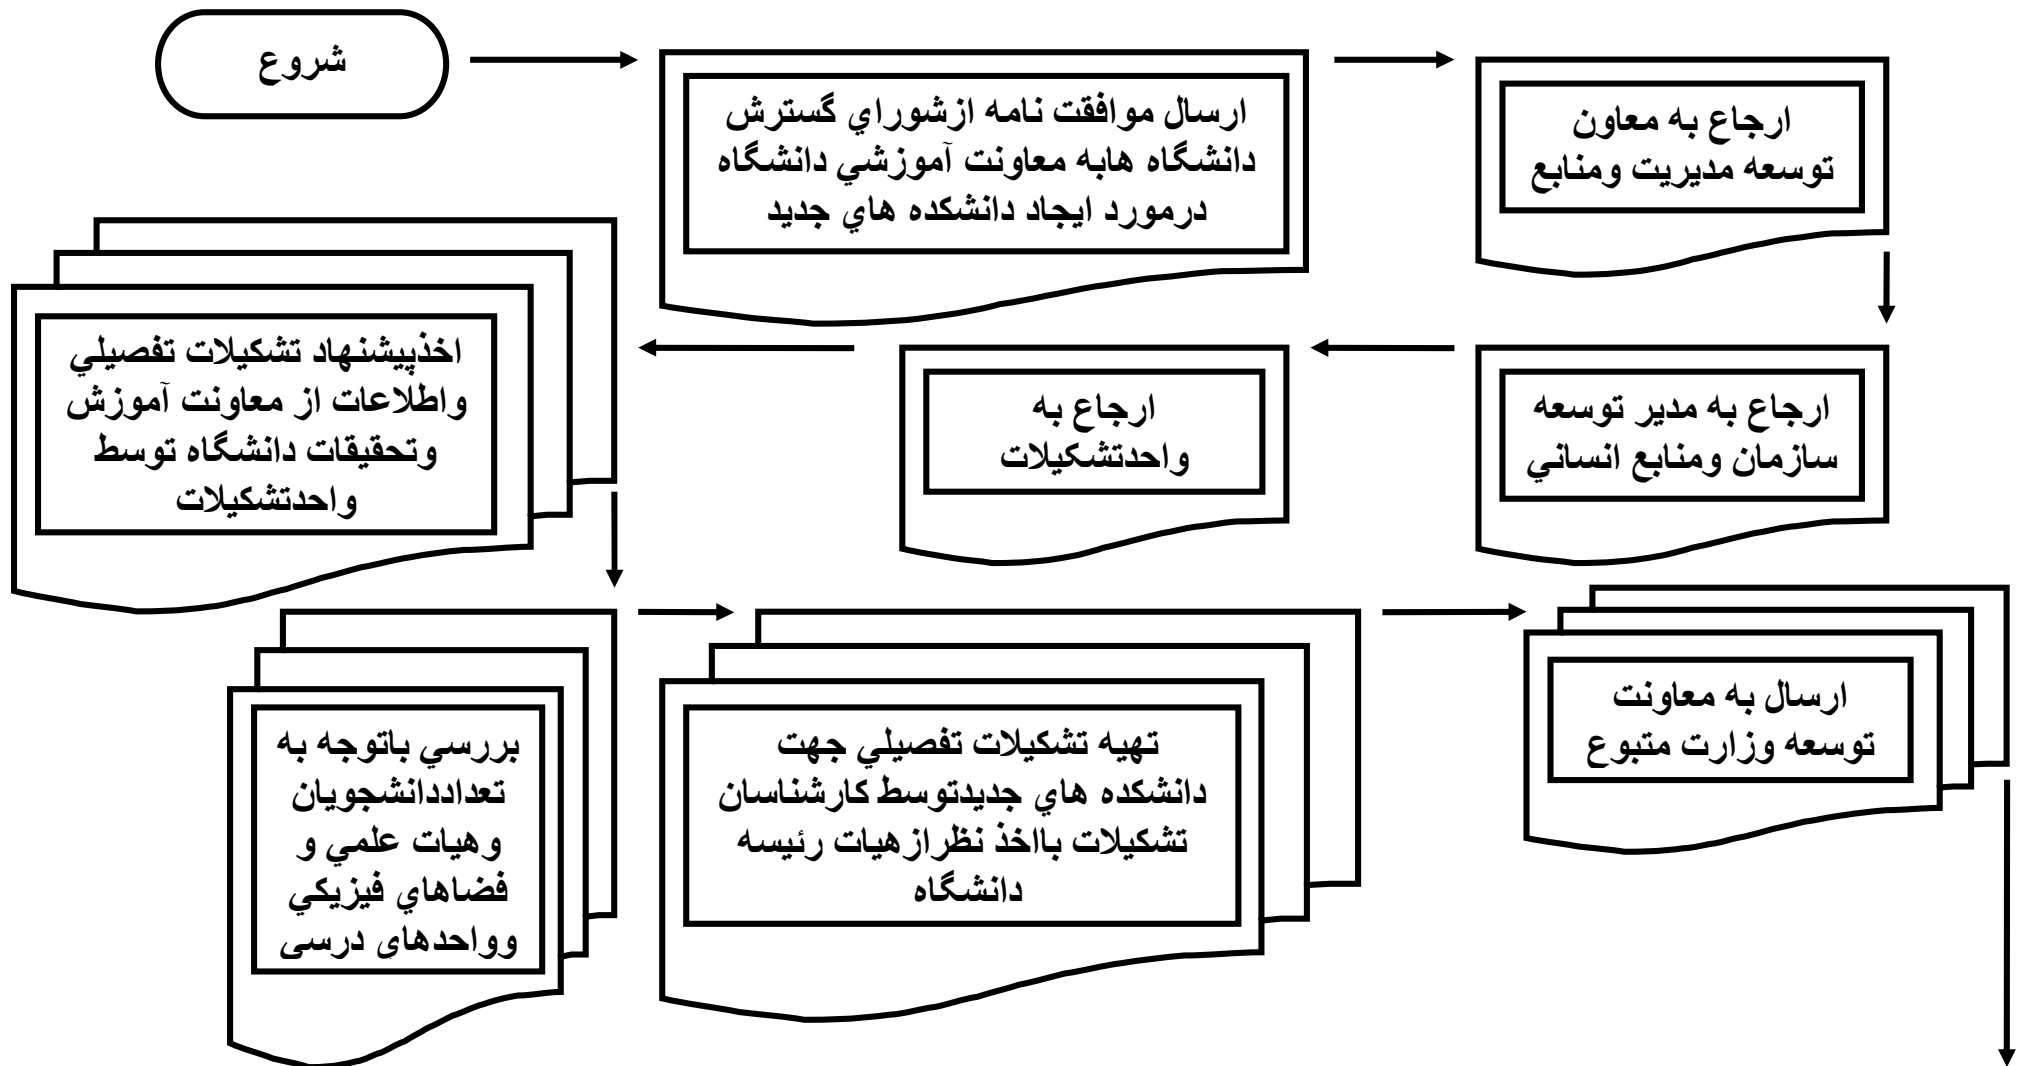 شروع
ارسال موافقت نامه ازشوراي گسترش
دانشگاه هابه معاونت آموزشي دانشگاه
درمورد ايجاد دانشكده هاي جديد
ارجاع به معاون
توسعه مديريت ومنابع
ارجاع به مدير توسعه
سازمان ومنابع انساني
ارجاع به
واحدتشكيلات
اخذپيشنهاد تشكيلات تفصيلي
واطلاعات از معاونت آموزش
وتحقيقات دانشگاه توسط
واحدتشكيلات
بررسي باتوجه به
تعداددانشجويان
وهيات علمي و
فضاهاي فيزيكي
وواحدهاي درسي
تهيه تشكيلات تفصيلي جهت
دانشكده هاي جديدتوسط كارشناسان
تشكيلات بااخذ نظرازهيات رئيسه
دانشگاه
ارسال به معاونت
توسعه وزارت متبوع